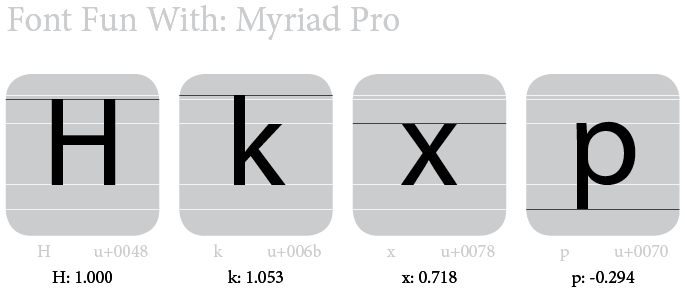 Font Fun With: Myriad Pro
H k x p
H u+0048 k u+006b x u+0078 p u+0070
H: 1.000 k: 1.053 x: 0.718 p: -0.294